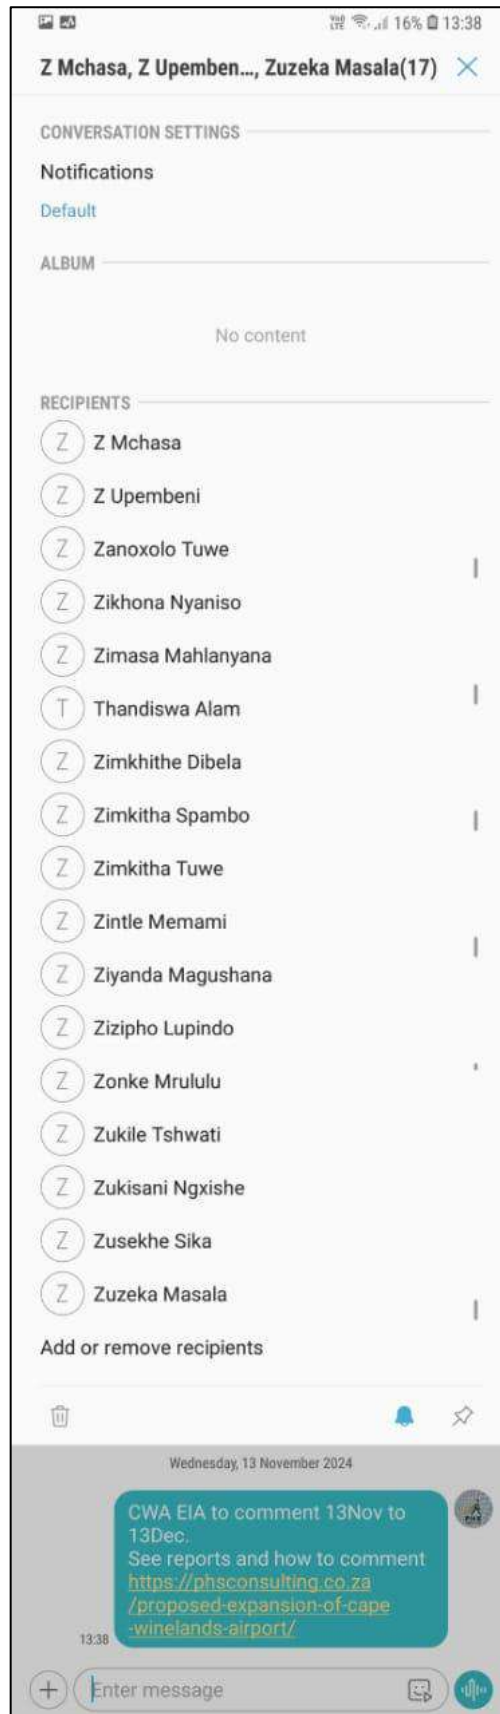 16% 13:38
Z Mchasa, Z Upemben..., Zuzeka Masala(17)
CONVERSATION SETTINGS
Notifications
Default
ALBUM
No content
RECIPIENTS
Z Z Mchasa
Z Z Upembeni
Z Zanoxolo Tuwe
Z Zikhona Nyaniso
Z Zimasa Mahlanyana
T Thandiswa Alam
Z Zimkhithe Dibela
Z Zimkitha Spambo
Z Zimkitha Tuwe
Z Zintle Memami
Z Ziyanda Magushana
Z Zizipho Lupindo
Z Zonke Mrululu
Z Zukile Tshwati
Z Zukisani Ngxishe
Z Zusekhe Sika
Z Zuzeka Masala
Add or remove recipients
Wednesday, 13 November 2024
CWA EIA to comment 13Nov to
13Dec.
See reports and how to comment
https://phsconsulting.co.za
/proposed-expansion-of-cape
-winelands-airport/
13:38
Enter message